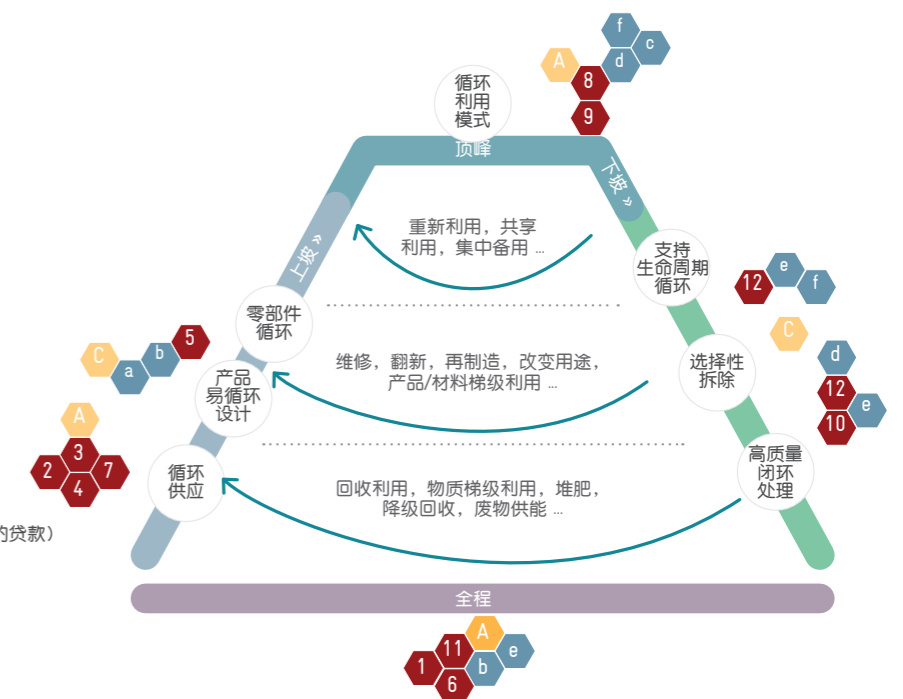 f
c
A
d
8
9
循环
利用
模式
顶峰
下坡 »
上坡 »
重新利用，共享
利用，集中备用 ...
支持
生命周期
循环
12
e
f
零部件
循环
C
C
a
b
5
维修，翻新，再制造，改变用途，
产品/材料梯级利用 ...
选择性
拆除
d
12
e
10
产品
易循环
设计
A
3
2
7
4
循环
供应
回收利用，物质梯级利用，堆肥，
降级回收，废物供能 ...
高质量
闭环
处理
的贷款）
全程
A
11
e
1
b
6